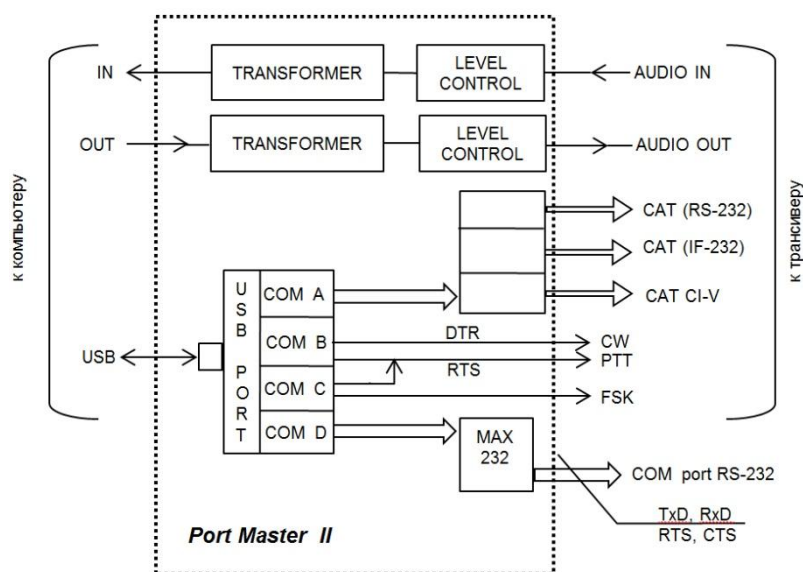 IN
TRANSFORMER
LEVEL
CONTROL
AUDIO IN
OUT
TRANSFORMER
LEVEL
CONTROL
AUDIO OUT
к компьютеру
к трансиверу
CAT (RS-232)
CAT (IF-232)
CAT CI-V
USB
USB PORT
COM A
COM B
COM C
COM D
DTR
RTS
CW
PTT
FSK
MAX
232
COM port RS-232
TxD, RxD
RTS, CTS
Port Master II